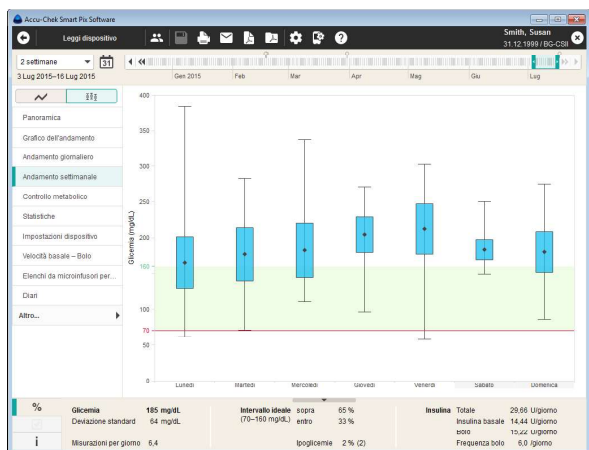 Accu-Chek Smart Pix Software
Leggi dispositivo
Smith, Susan
31.12.1999 / BG-CSII
2 settimane
31
3 Lug 2015–16 Lug 2015
Gen 2015 Feb Mar Apr Mag Giu Lug
Panoramica
Grafico dell'andamento
Andamento giornaliero
Andamento settimanale
Controllo metabolico
Statistiche
Impostazioni dispositivo
Velocità basale – Bolo
Elenchi da microinfusori per...
Diari
Altro...
Glicemia (mg/dL)
400
350
300
250
200
160
100
70
50
0
Lunedì Martedì Mercoledì Giovedì Venerdì Sabato Domenica
%
Glicemia 185 mg/dL Intervallo ideale sopra 65 % Insulina Totale 29,66 U/giorno
Deviazione standard 64 mg/dL (70–160 mg/dL) entro 33 % Insulina basale 14,44 U/giorno
Bolo 15,22 U/giorno
i Misurazioni per giorno 6,4 Ipoglicemie 2 % (2) Frequenza bolo 6,0 /giorno